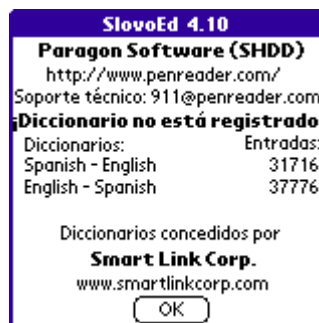 SlovoEd 4.10
Paragon Software (SHDD)
http://www.penreader.com/
Soporte técnico: 911@penreader.com
¡Diccionario no está registrado
Diccionarios: Entradas:
Spanish - English 31716
English - Spanish 37776
Diccionarios concedidos por
Smart Link Corp.
www.smartlinkcorp.com
OK